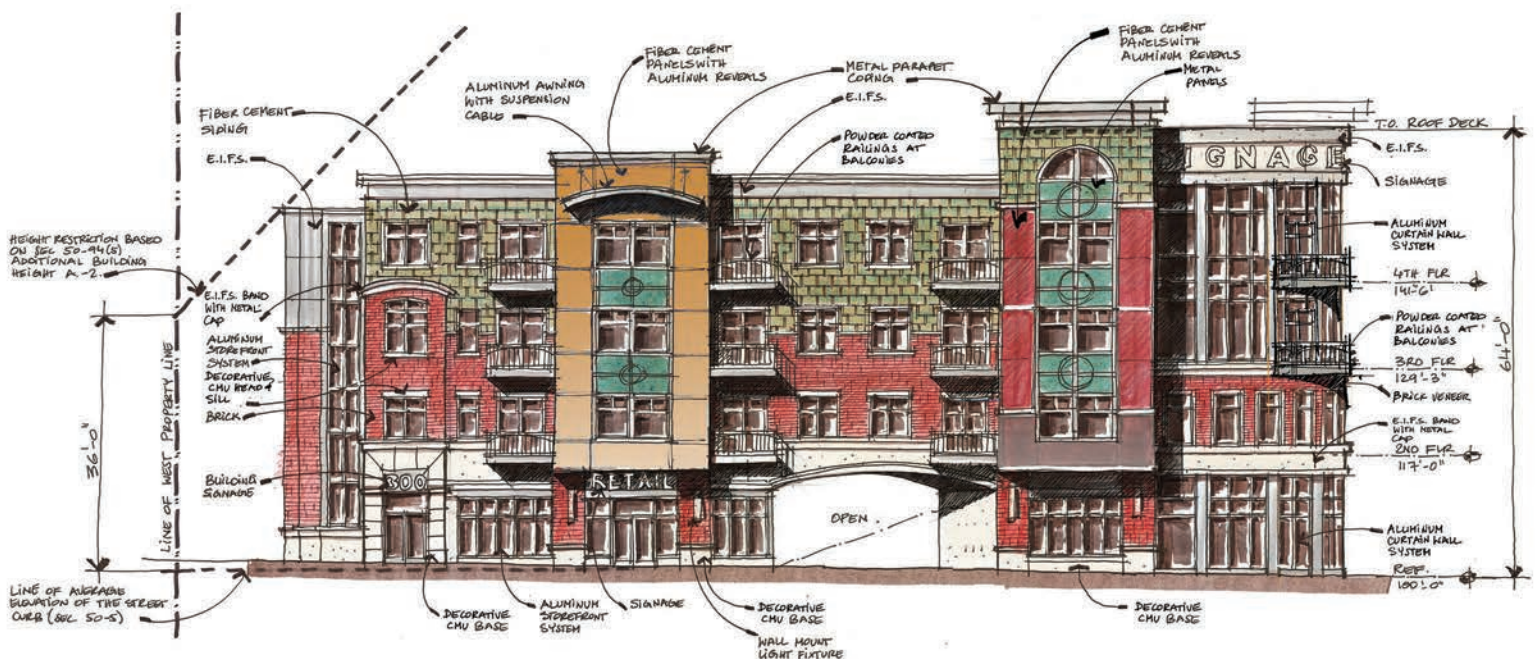 FIBER CEMENT
PANELS WITH
ALUMINUM REVEALS
METAL PARAPET
COPING
FIBER CEMENT
PANELS WITH
ALUMINUM REVEALS
METAL
PANELS
ALUMINUM AWNING
WITH SUSPENSION
CABLE
FIBER CEMENT
SIDING
E.I.F.S.
E.I.F.S.
POWDER COATED
RAILINGS AT
BALCONIES
T.O. ROOF DECK
E.I.F.S.
IGNAGE
SIGNAGE
HEIGHT RESTRICTION BASED
ON SEC 50-94(5)
ADDITIONAL BUILDING
HEIGHT A.-2.
ALUMINUM
CURTAIN WALL
SYSTEM
4TH FLR
141'-6"
E.I.F.S. BAND
WITH METAL
CAP
ALUMINUM
STOREFRONT
SYSTEM
DECORATIVE
CMU HEAD &
SILL
BRICK
POWDER COATED
RAILINGS AT
BALCONIES
3RD FLR
129'-3"
BRICK VENEER
64'-0"
36'-0"
LINE OF WEST PROPERTY LINE
E.I.F.S. BAND
WITH METAL
CAP
2ND FLR
117'-0"
BUILDING
SIGNAGE
300
RETAIL
OPEN
ALUMINUM
CURTAIN WALL
SYSTEM
REF.
100'-0"
LINE OF AVERAGE
ELEVATION OF THE STREET
CURB (SEC 50-5)
DECORATIVE
CMU BASE
ALUMINUM
STOREFRONT
SYSTEM
SIGNAGE
DECORATIVE
CMU BASE
WALL MOUNT
LIGHT FIXTURE
DECORATIVE
CMU BASE